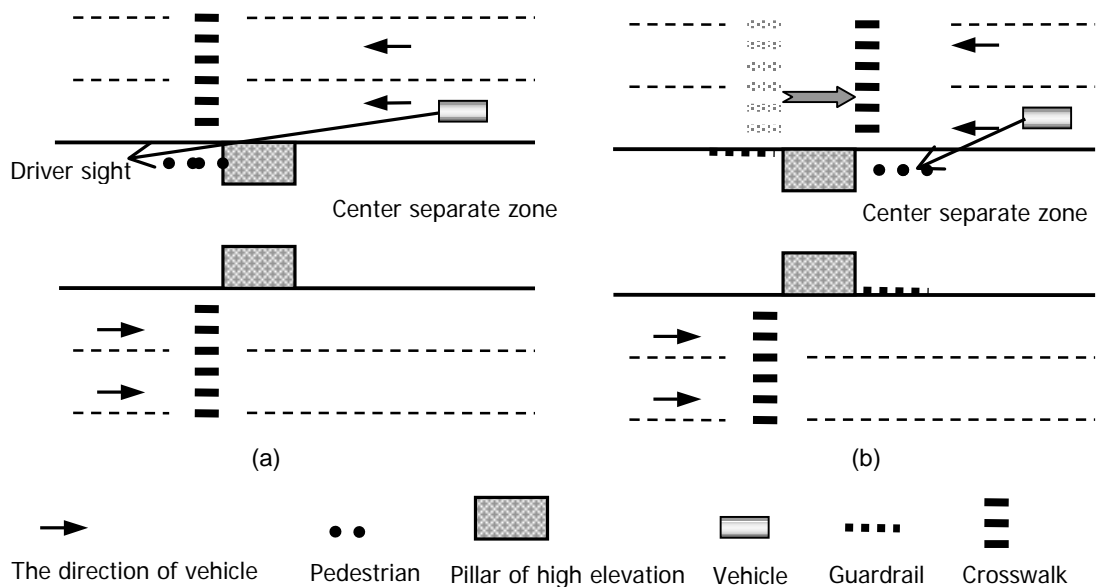 Driver sight
Center separate zone
Center separate zone
(a)
(b)
The direction of vehicle
Pedestrian
Pillar of high elevation
Vehicle
Guardrail
Crosswalk